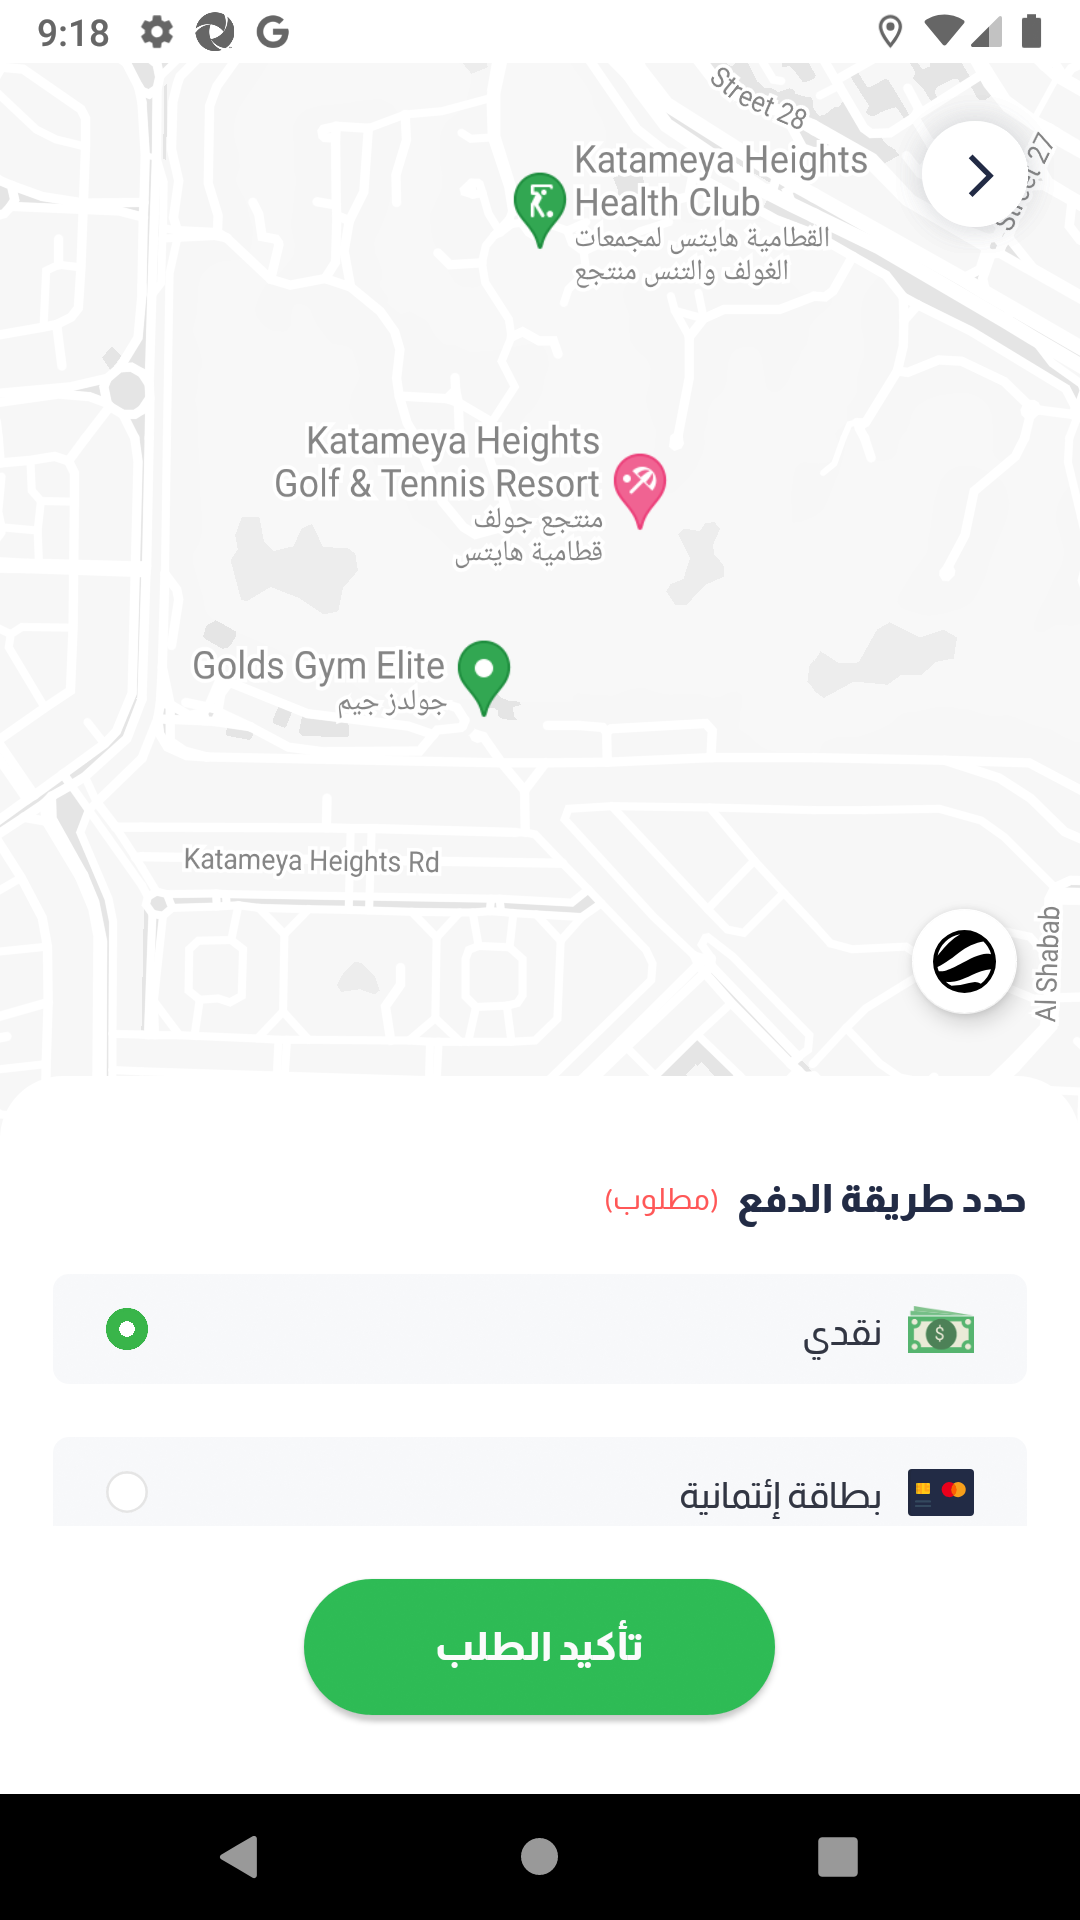 9:18
Street 28
Street 27
Katameya Heights
Health Club
القطامية هايتس لمجمعات
الغولف والتنس منتجع
Katameya Heights
Golf & Tennis Resort
منتجع جولف
قطامية هايتس
Golds Gym Elite
جولدز جيم
Katameya Heights Rd
Al Shabab
حدد طريقة الدفع (مطلوب)
نقدي
بطاقة إئتمانية
تأكيد الطلب